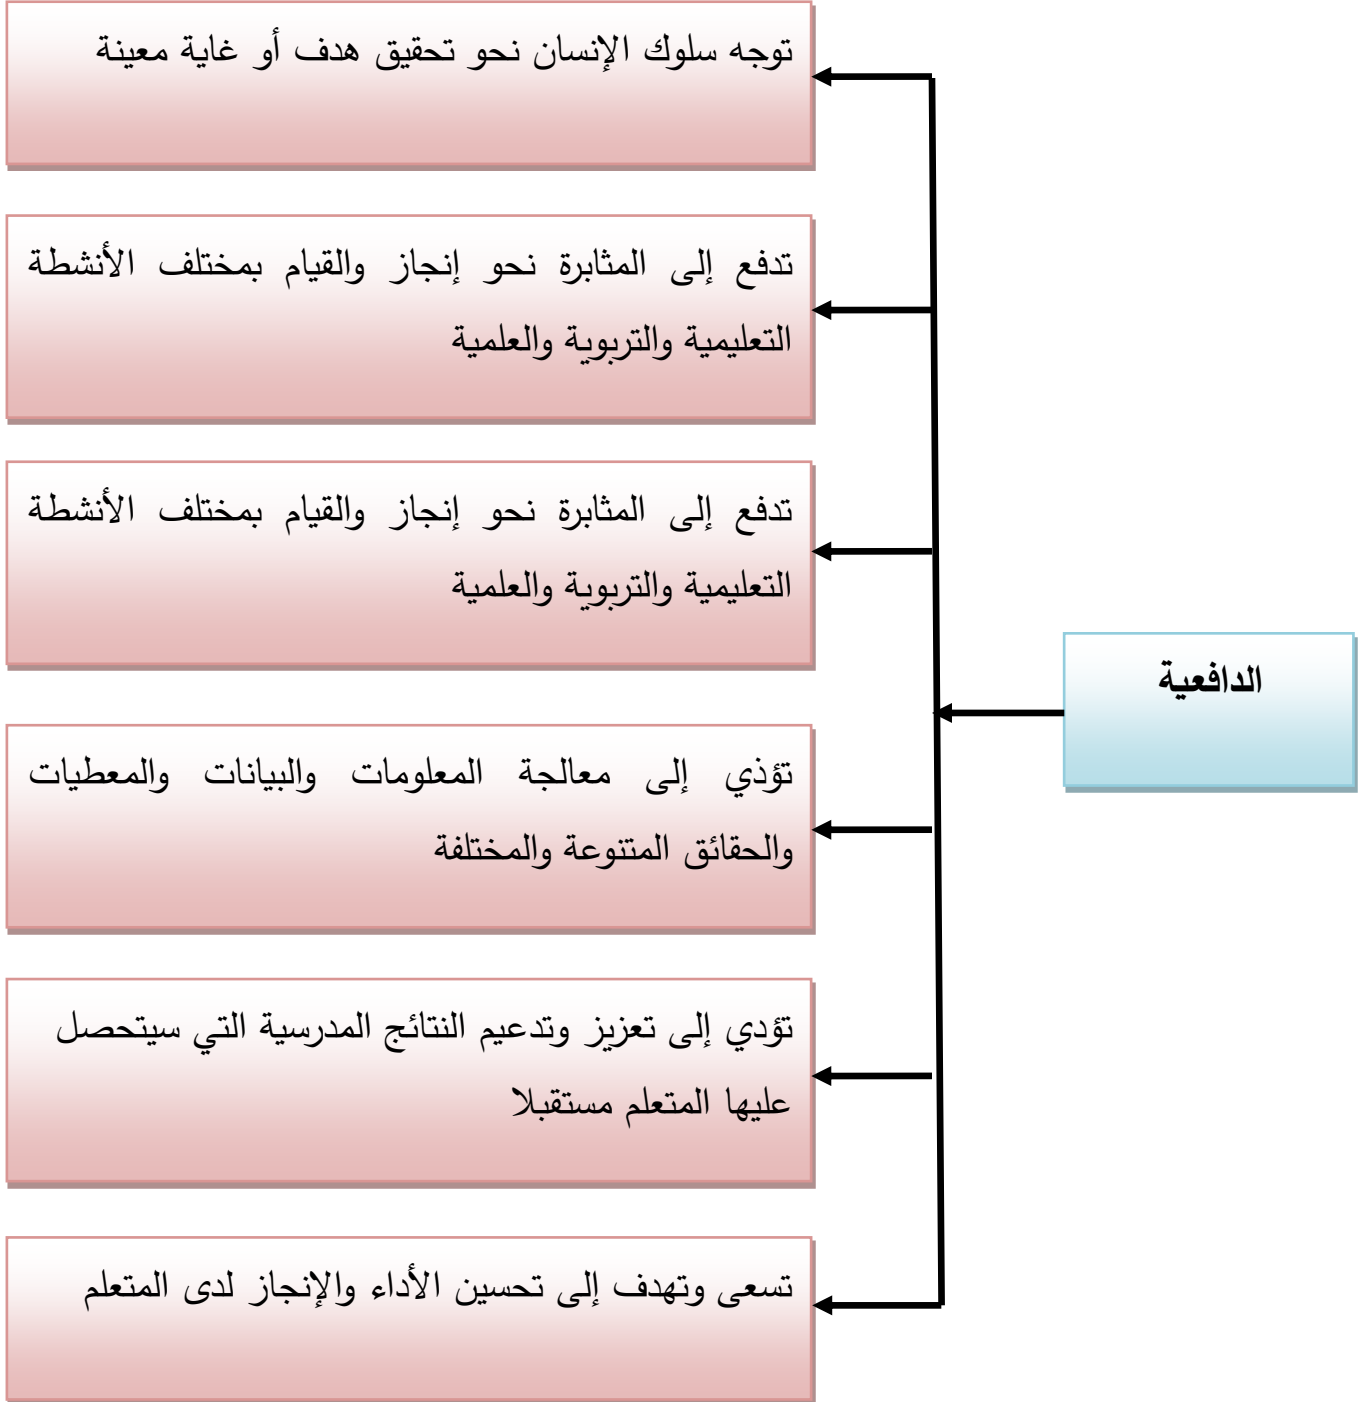 توجه سلوك الإنسان نحو تحقيق هدف أو غاية معينة
تدفع إلى المثابرة نحو إنجاز والقيام بمختلف الأنشطة
التعليمية والتربوية والعلمية
تدفع إلى المثابرة نحو إنجاز والقيام بمختلف الأنشطة
التعليمية والتربوية والعلمية
الدافعية
تؤذي إلى معالجة المعلومات والبيانات والمعطيات
والحقائق المتنوعة والمختلفة
تؤدي إلى تعزيز وتدعيم النتائج المدرسية التي سيتحصل
عليها المتعلم مستقبلا
تسعى وتهدف إلى تحسين الأداء والإنجاز لدى المتعلم